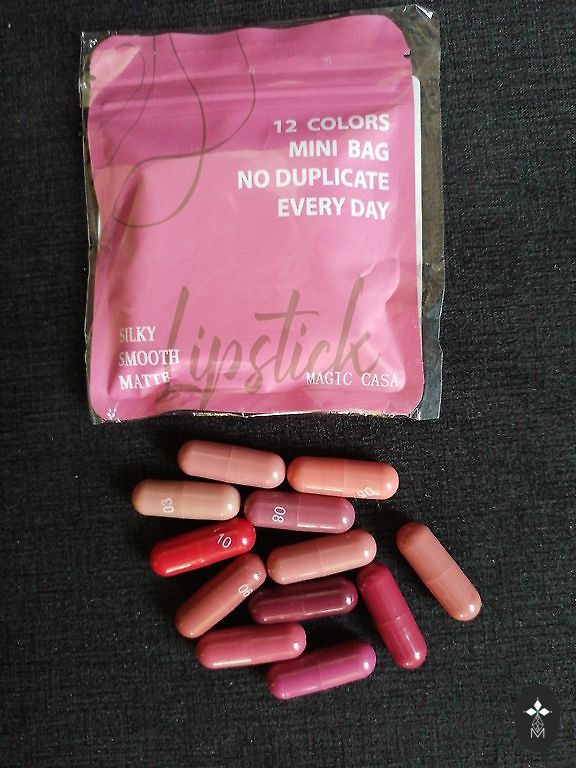 12 COLORS
MINI BAG
NO DUPLICATE
EVERY DAY
Lipstick
SILKY
SMOOTH
MATTE
MAGIC CASA
03
08
10